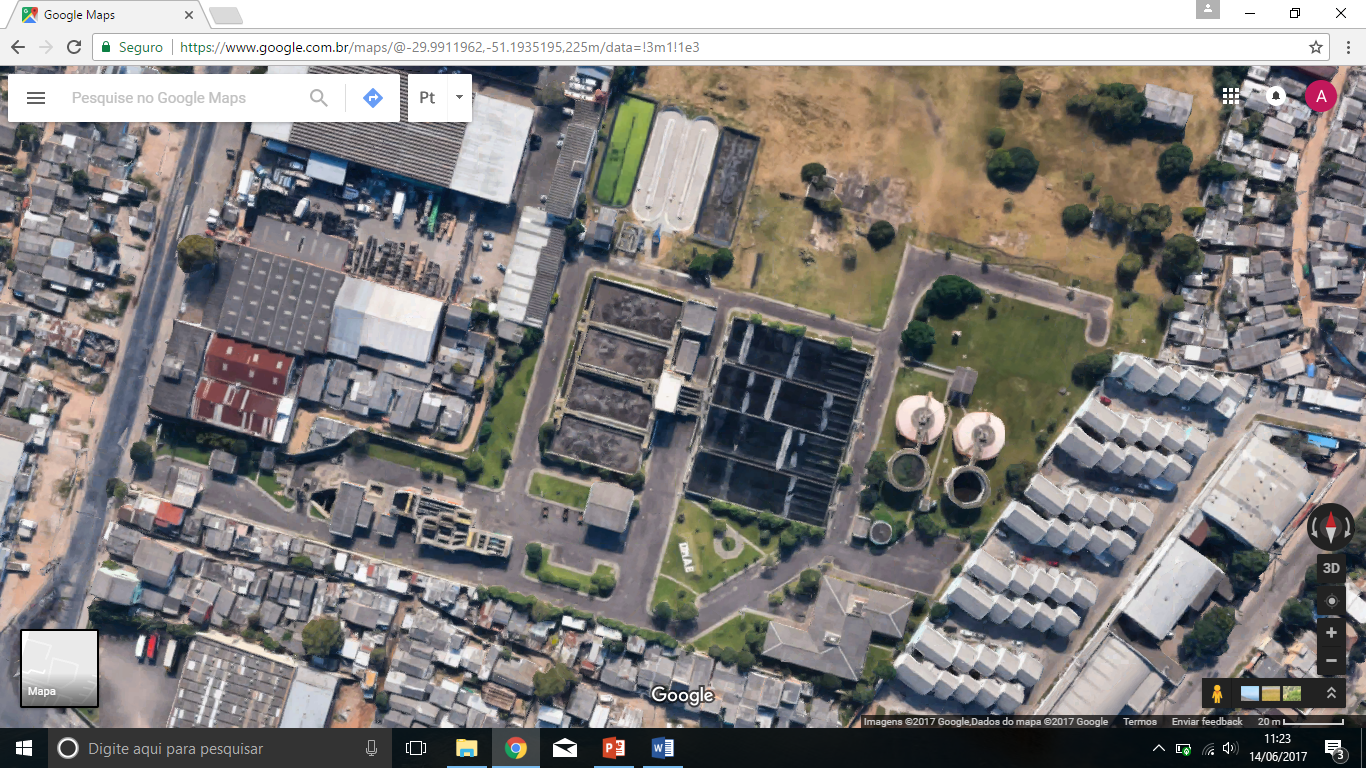 Google Maps
Seguro
https://www.google.com.br/maps/@-29.9911962,-51.1935195,225m/data=!3m1!1e3
Pesquise no Google Maps
Pt
A
DMAE
3D
Mapa
Google
Imagens ©2017 Google,Dados do mapa ©2017 Google Termos Enviar feedback 20 m
Digite aqui para pesquisar
11:23
14/06/2017
3